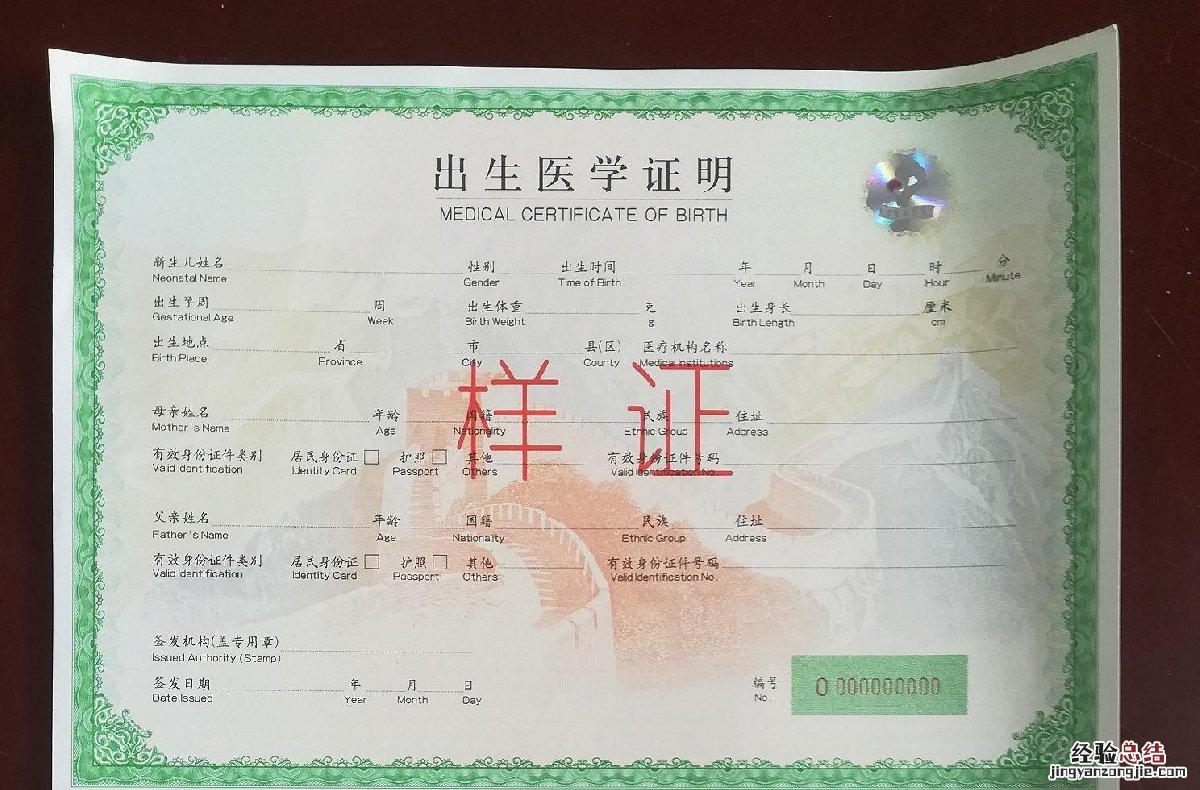 出生医学证明
MEDICAL CERTIFICATE OF BIRTH
新生儿姓名 性别 出生时间 年 月 日 时 分
Neonatal Name Gender Time of Birth Year Month Day Hour Minute
出生孕周 周 出生体重 克 出生身长 厘米
Gestational Age Week Birth Weight g Birth Length cm
出生地点 省 市 县(区) 医疗机构名称
Birth Place Province City County Medical institutions
样 证
母亲姓名 年龄 国籍 民族 住址
Mother's Name Age Nationality Ethnic Group Address
有效身份证件类别 居民身份证 护照 其他 有效身份证件号码
Valid identification Identity Card Passport Others Valid Identification No.
父亲姓名 年龄 国籍 民族 住址
Father's Name Age Nationality Ethnic Group Address
有效身份证件类别 居民身份证 护照 其他 有效身份证件号码
Valid identification Identity Card Passport Others Valid Identification No.
签发机构(盖专用章)
Issued Authority (Stamp)
签发日期 年 月 日 编号 O 000000000
Date Issued Year Month Day No.
经验总结
jingyanzongjie.com